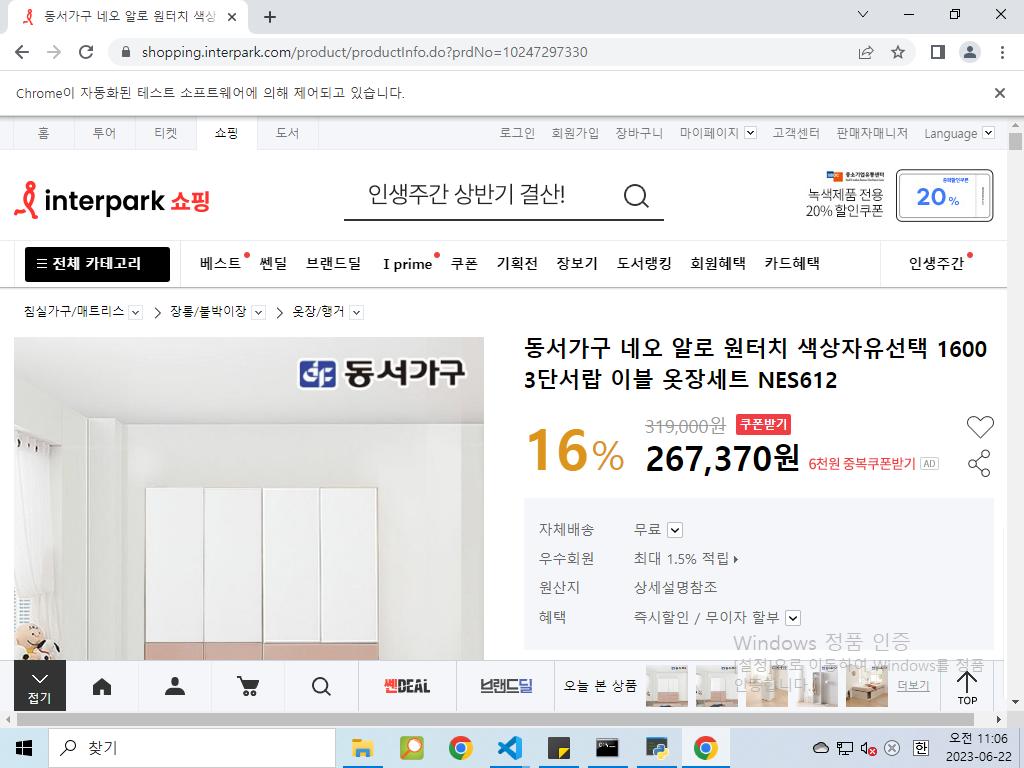 동서가구 네오 알로 원터치 색상
shopping.interpark.com/product/productInfo.do?prdNo=10247297330
Chrome이 자동화된 테스트 소프트웨어에 의해 제어되고 있습니다.
홈 투어 티켓 쇼핑 도서 로그인 회원가입 장바구니 마이페이지 고객센터 판매자매니저 Language
interpark 쇼핑
인생주간 상반기 결산!
중소기업유통센터
녹색제품 전용
20% 할인쿠폰
중복할인쿠폰
20%
전체 카테고리 베스트 쎈딜 브랜드딜 I prime 쿠폰 기획전 장보기 도서랭킹 회원혜택 카드혜택 인생주간
침실가구/매트리스 장롱/붙박이장 옷장/행거
동서가구
동서가구 네오 알로 원터치 색상자유선택 1600
3단서랍 이블 옷장세트 NES612
16%
319,000원 쿠폰받기
267,370원 6천원 중복쿠폰받기 AD
자체배송 무료
우수회원 최대 1.5% 적립
원산지 상세설명참조
혜택 즉시할인 / 무이자 할부
Windows 정품 인증
[설정]으로 이동하여 Windows를 정품
인증합니다.
접기
쎈DEAL
브랜드딜
오늘 본 상품
더보기
TOP
찾기
한
오전 11:06
2023-06-22